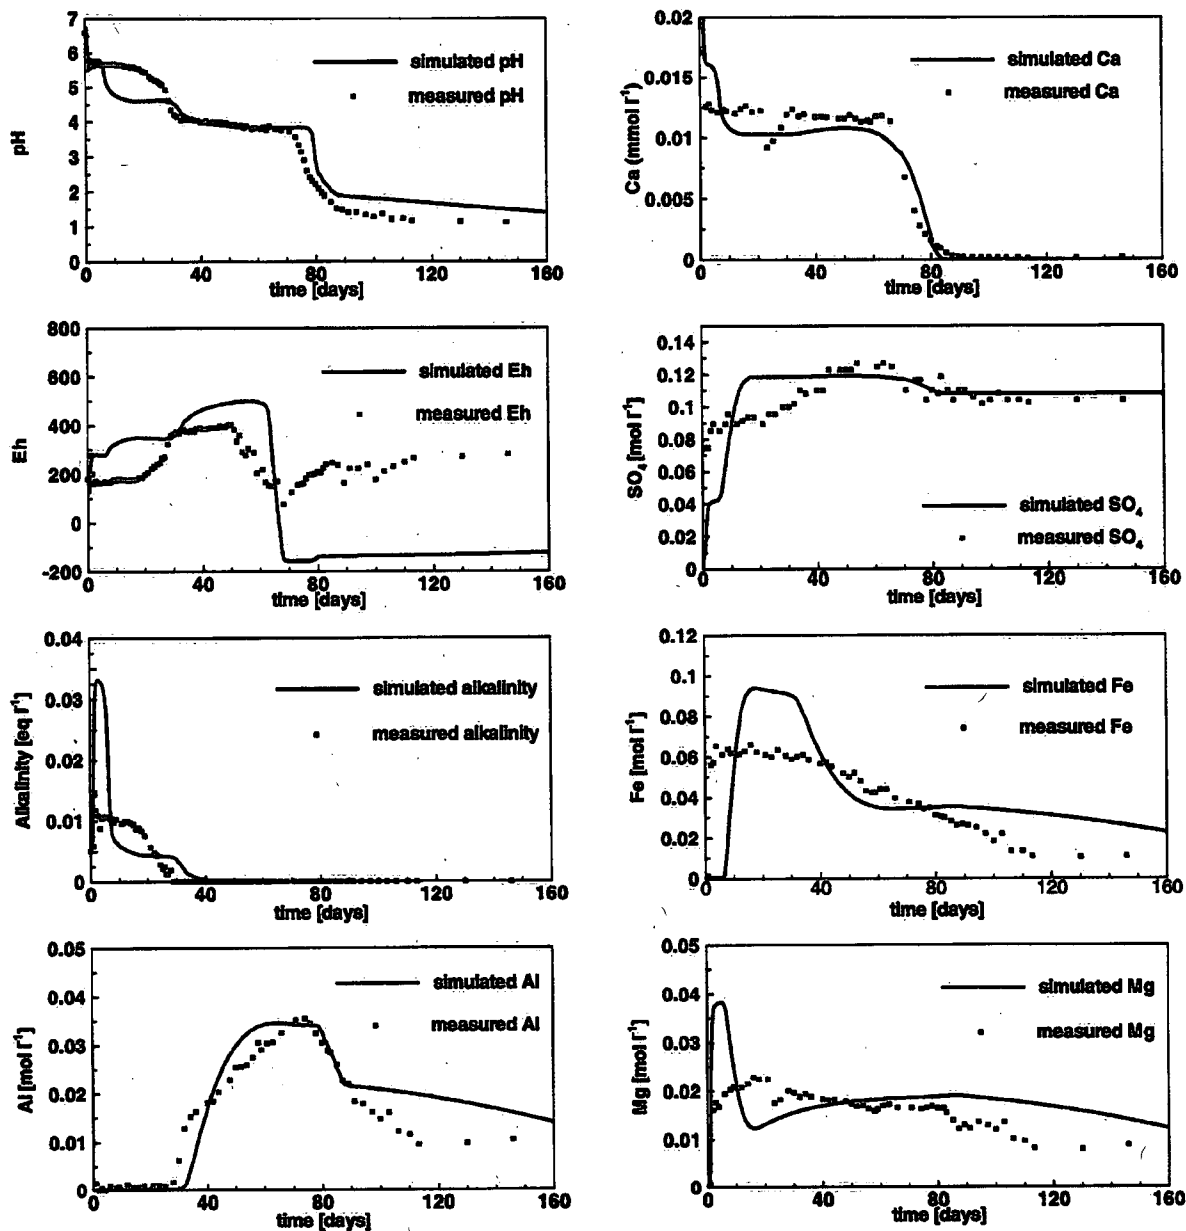 7
6
5
4
3
2
1
0
pH
simulated pH
measured pH
0
40
80
120
160
time [days]
0.02
0.015
0.01
0.005
0
Ca (mmol l⁻¹)
simulated Ca
measured Ca
0
40
80
120
160
time [days]
800
600
400
200
0
-200
Eh
simulated Eh
measured Eh
0
40
80
120
160
time [days]
0.14
0.12
0.1
0.08
0.06
0.04
0.02
0
SO₄ [mol l⁻¹]
simulated SO₄
measured SO₄
0
40
80
120
160
time [days]
0.04
0.03
0.02
0.01
0
Alkalinity [eq l⁻¹]
simulated alkalinity
measured alkalinity
0
40
80
120
160
time [days]
0.12
0.1
0.08
0.06
0.04
0.02
0
Fe [mol l⁻¹]
simulated Fe
measured Fe
0
40
80
120
160
time [days]
0.05
0.04
0.03
0.02
0.01
0
Al [mol l⁻¹]
simulated Al
measured Al
0
40
80
120
160
time [days]
0.05
0.04
0.03
0.02
0.01
0
Mg [mol l⁻¹]
simulated Mg
measured Mg
0
40
80
120
160
time [days]